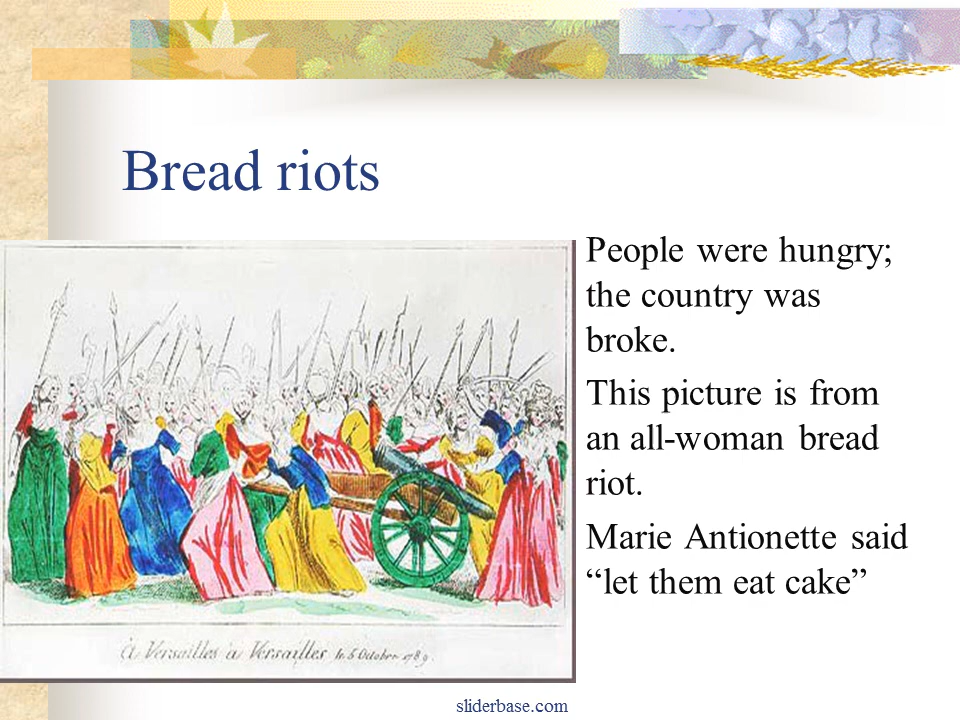 Bread riots
People were hungry;
the country was
broke.
This picture is from
an all-woman bread
riot.
Marie Antionette said
“let them eat cake”
à Versailles à Versailles le 5 Octobre 1789.
sliderbase.com